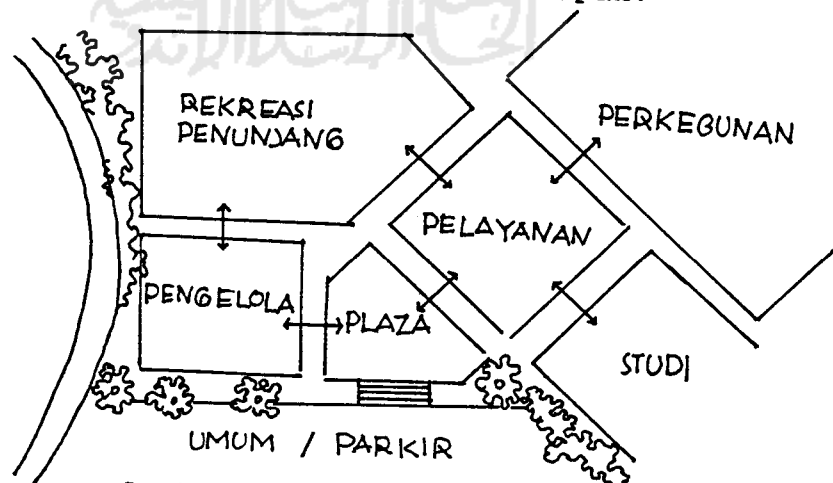 REKREASI
PENUNJANG
PERKEBUNAN
PELAYANAN
PENGELOLA
PLAZA
STUDI
UMUM / PARKIR